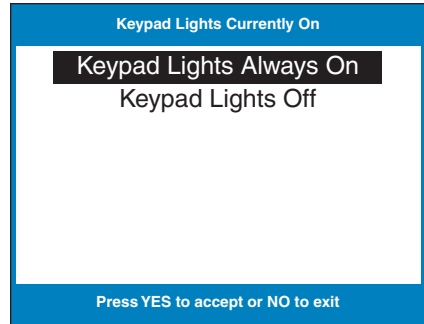 Keypad Lights Currently On
Keypad Lights Always On
Keypad Lights Off
Press YES to accept or NO to exit